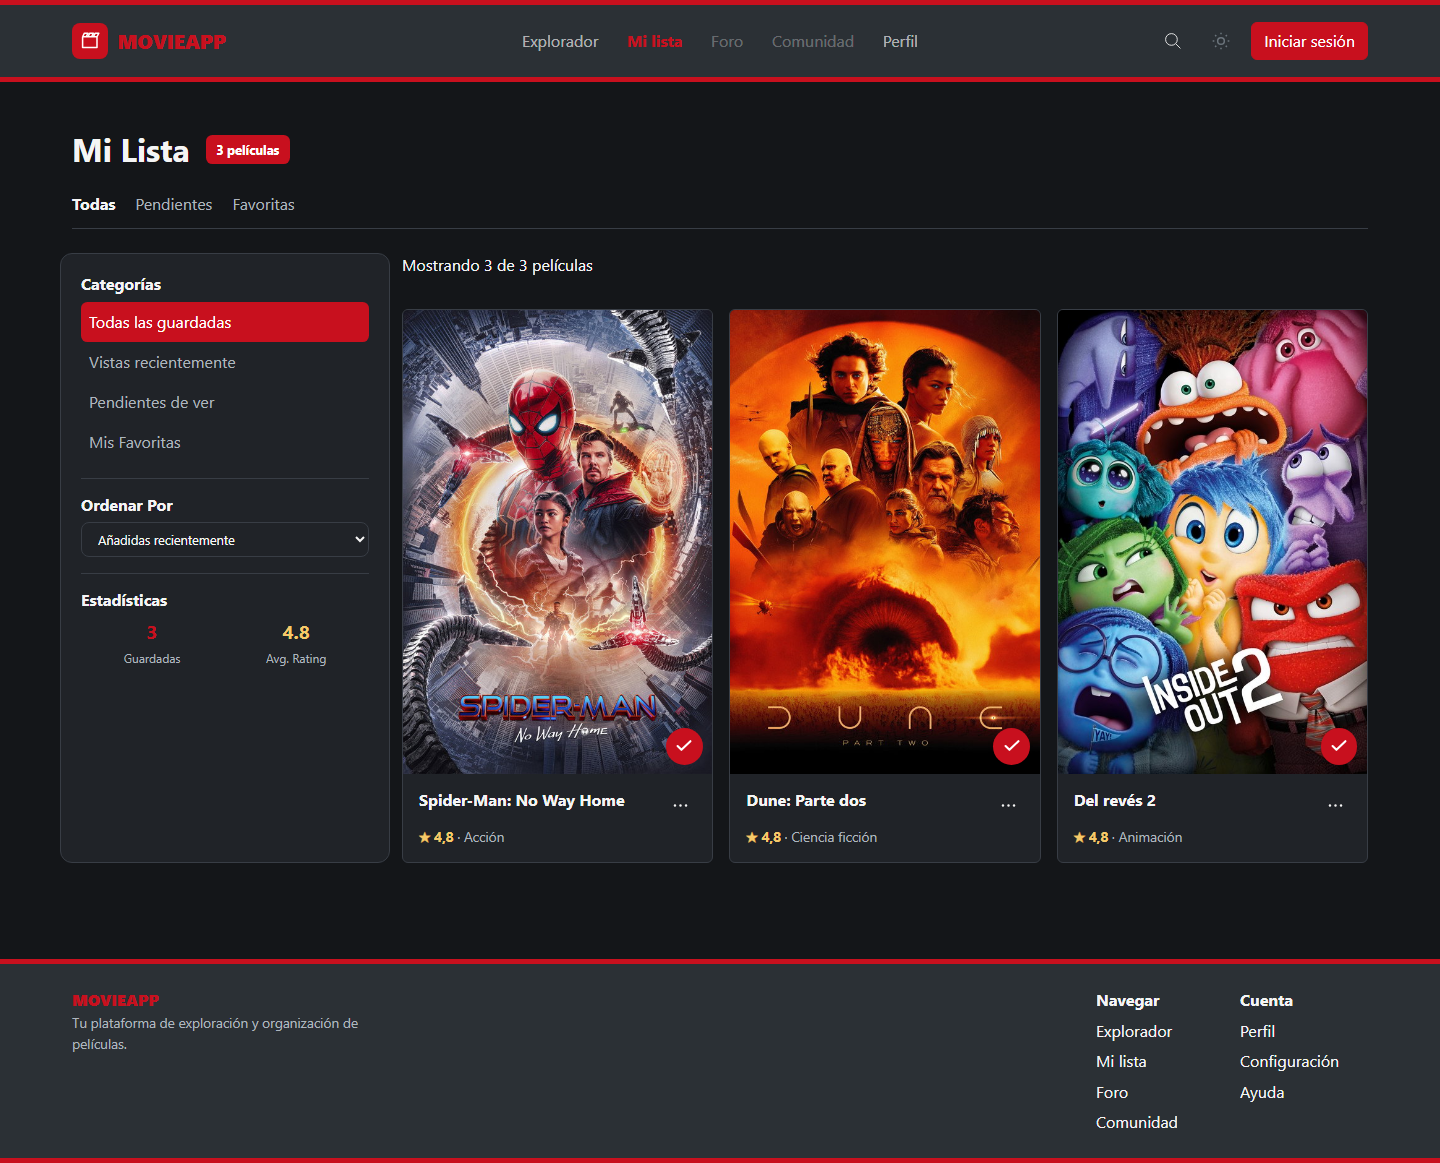 MOVIEAPP
Explorador
Mi lista
Foro
Comunidad
Perfil
Iniciar sesión
Mi Lista
3 películas
Todas
Pendientes
Favoritas
Categorías
Todas las guardadas
Vistas recientemente
Pendientes de ver
Mis Favoritas
Ordenar Por
Añadidas recientemente
Estadísticas
3
Guardadas
4.8
Avg. Rating
Mostrando 3 de 3 películas
SPIDER-MAN
No Way Home
Spider-Man: No Way Home
...
★ 4,8 · Acción
DUNE
PART TWO
Dune: Parte dos
...
★ 4,8 · Ciencia ficción
INSIDE
OUT 2
YAY!
Del revés 2
...
★ 4,8 · Animación
MOVIEAPP
Tu plataforma de exploración y organización de
películas.
Navegar
Explorador
Mi lista
Foro
Comunidad
Cuenta
Perfil
Configuración
Ayuda